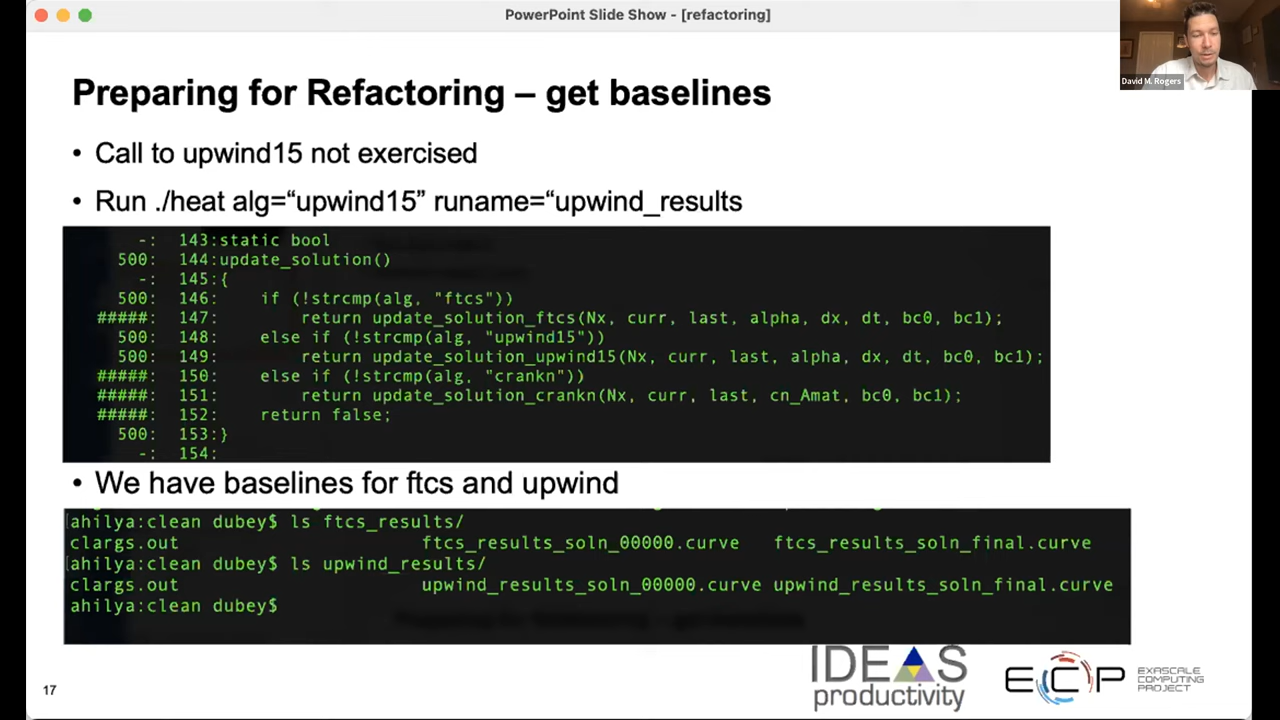 PowerPoint Slide Show - [refactoring]
David M. Rogers
Preparing for Refactoring – get baselines
• Call to upwind15 not exercised
• Run ./heat alg=“upwind15” runame=“upwind_results
-: 143:static bool
500: 144:update_solution()
-: 145:{
500: 146: if (!strcmp(alg, "ftcs"))
#####: 147: return update_solution_ftcs(Nx, curr, last, alpha, dx, dt, bc0, bc1);
500: 148: else if (!strcmp(alg, "upwind15"))
500: 149: return update_solution_upwind15(Nx, curr, last, alpha, dx, dt, bc0, bc1);
#####: 150: else if (!strcmp(alg, "crankn"))
#####: 151: return update_solution_crankn(Nx, curr, last, cn_Amat, bc0, bc1);
#####: 152: return false;
500: 153:}
-: 154:
• We have baselines for ftcs and upwind
[ahilya:clean dubey$ ls ftcs_results/
clargs.out ftcs_results_soln_00000.curve ftcs_results_soln_final.curve
[ahilya:clean dubey$ ls upwind_results/
clargs.out upwind_results_soln_00000.curve upwind_results_soln_final.curve
ahilya:clean dubey$
17
IDEAS
productivity
ECP
EXASCALE
COMPUTING
PROJECT